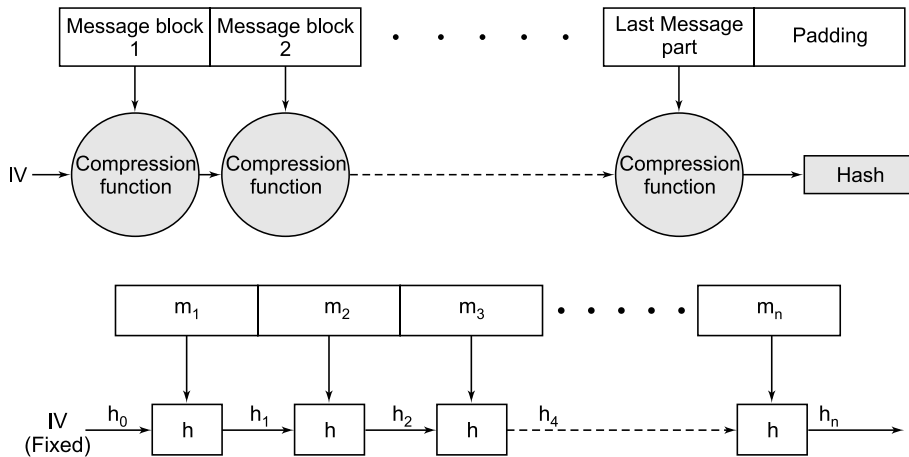 Message block
1
Message block
2
Last Message
part
Padding
IV
Compression
function
Compression
function
Compression
function
Hash
m1
m2
m3
mn
IV
(Fixed)
h0
h
h1
h
h2
h
h4
h
hn